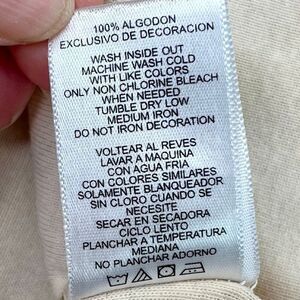 100% ALGODON
EXCLUSIVO DE DECORACION
WASH INSIDE OUT
MACHINE WASH COLD
WITH LIKE COLORS
ONLY NON CHLORINE BLEACH
WHEN NEEDED
TUMBLE DRY LOW
MEDIUM IRON
DO NOT IRON DECORATION
VOLTEAR AL REVES
LAVAR A MAQUINA
CON AGUA FRIA
CON COLORES SIMILARES
SOLAMENTE BLANQUEADOR
SIN CLORO CUANDO SE
NECESITE
SECAR EN SECADORA
CICLO LENTO
PLANCHAR A TEMPERATURA
MEDIANA
NO PLANCHAR ADORNO